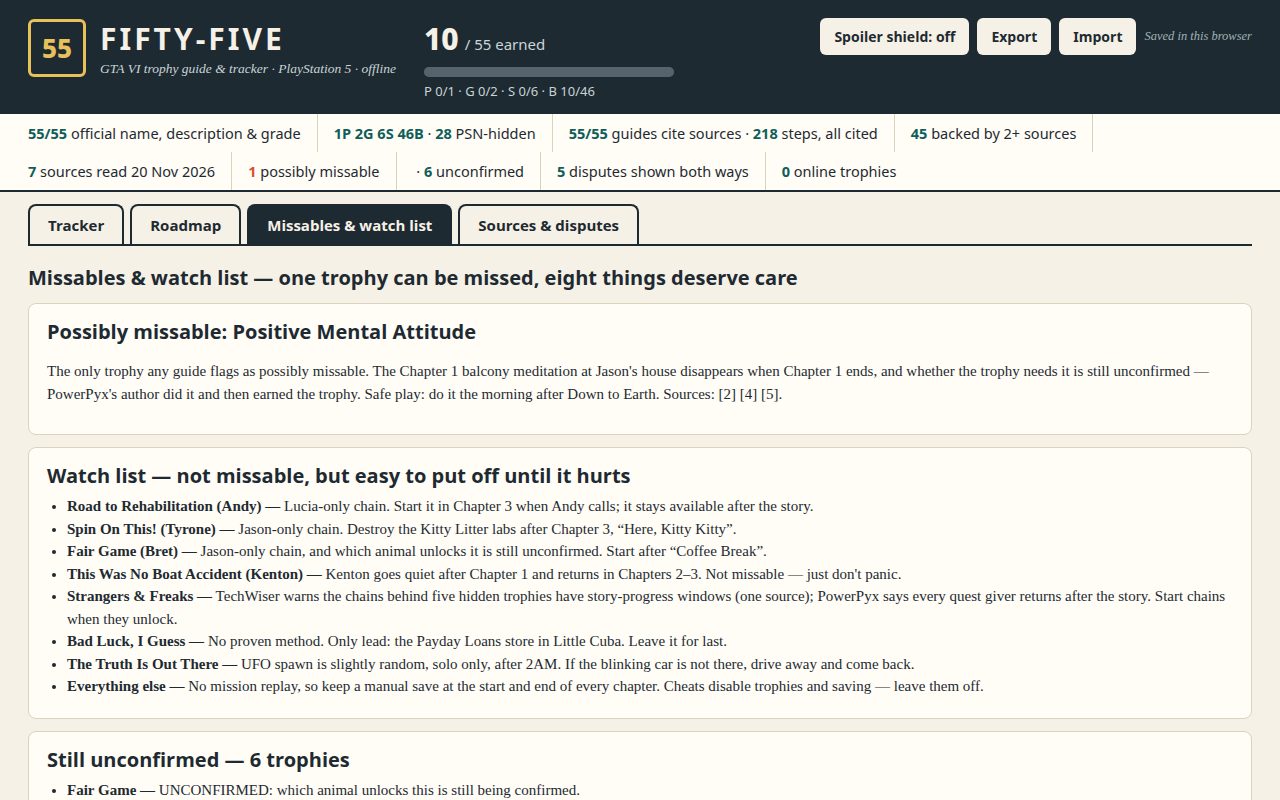 55
FIFTY-FIVE
GTA VI trophy guide & tracker · PlayStation 5 · offline
10 / 55 earned
P 0/1 · G 0/2 · S 0/6 · B 10/46
Spoiler shield: off
Export
Import
Saved in this browser
55/55 official name, description & grade
1P 2G 6S 46B · 28 PSN-hidden
55/55 guides cite sources · 218 steps, all cited
45 backed by 2+ sources
7 sources read 20 Nov 2026
1 possibly missable
· 6 unconfirmed
5 disputes shown both ways
0 online trophies
Tracker
Roadmap
Missables & watch list
Sources & disputes
Missables & watch list — one trophy can be missed, eight things deserve care
Possibly missable: Positive Mental Attitude
The only trophy any guide flags as possibly missable. The Chapter 1 balcony meditation at Jason's house disappears when Chapter 1 ends, and whether the trophy needs it is still unconfirmed —
PowerPyx's author did it and then earned the trophy. Safe play: do it the morning after Down to Earth. Sources: [2] [4] [5].
Watch list — not missable, but easy to put off until it hurts
• Road to Rehabilitation (Andy) — Lucia-only chain. Start it in Chapter 3 when Andy calls; it stays available after the story.
• Spin On This! (Tyrone) — Jason-only chain. Destroy the Kitty Litter labs after Chapter 3, “Here, Kitty Kitty”.
• Fair Game (Bret) — Jason-only chain, and which animal unlocks it is still unconfirmed. Start after “Coffee Break”.
• This Was No Boat Accident (Kenton) — Kenton goes quiet after Chapter 1 and returns in Chapters 2–3. Not missable — just don't panic.
• Strangers & Freaks — TechWiser warns the chains behind five hidden trophies have story-progress windows (one source); PowerPyx says every quest giver returns after the story. Start chains
when they unlock.
• Bad Luck, I Guess — No proven method. Only lead: the Payday Loans store in Little Cuba. Leave it for last.
• The Truth Is Out There — UFO spawn is slightly random, solo only, after 2AM. If the blinking car is not there, drive away and come back.
• Everything else — No mission replay, so keep a manual save at the start and end of every chapter. Cheats disable trophies and saving — leave them off.
Still unconfirmed — 6 trophies
• Fair Game — UNCONFIRMED: which animal unlocks this is still being confirmed.